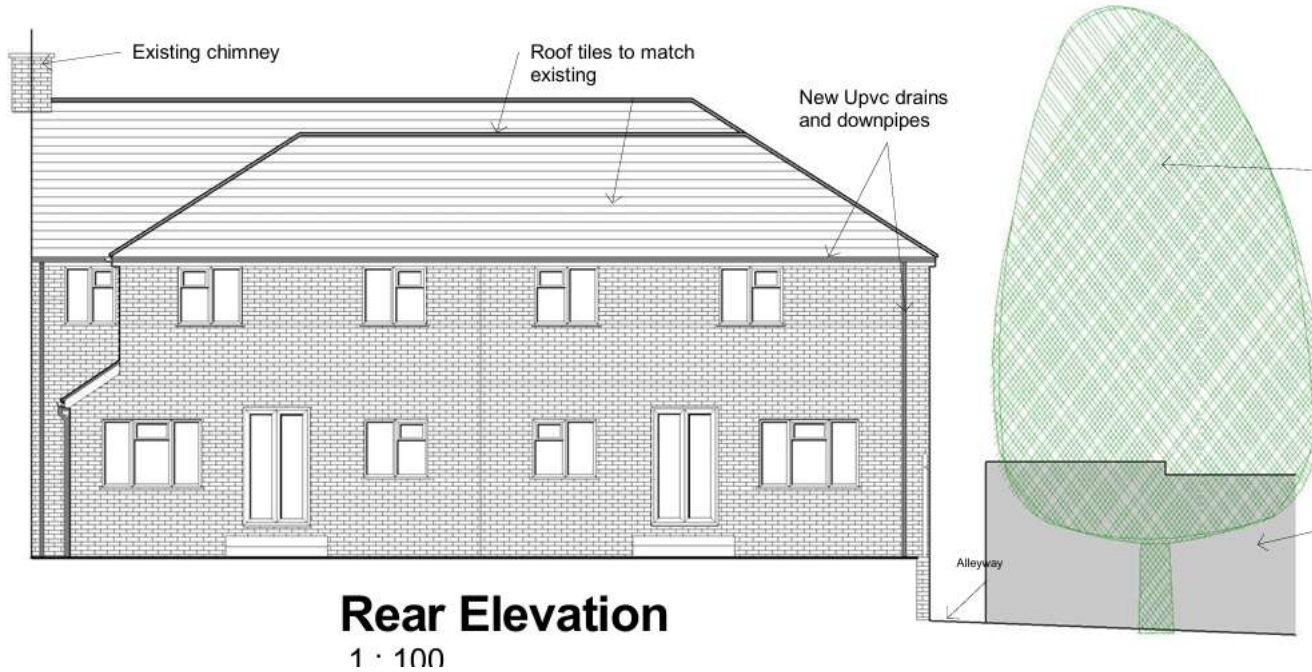 Existing chimney
Roof tiles to match
existing
New Upvc drains
and downpipes
Alleyway
Rear Elevation
1 : 100